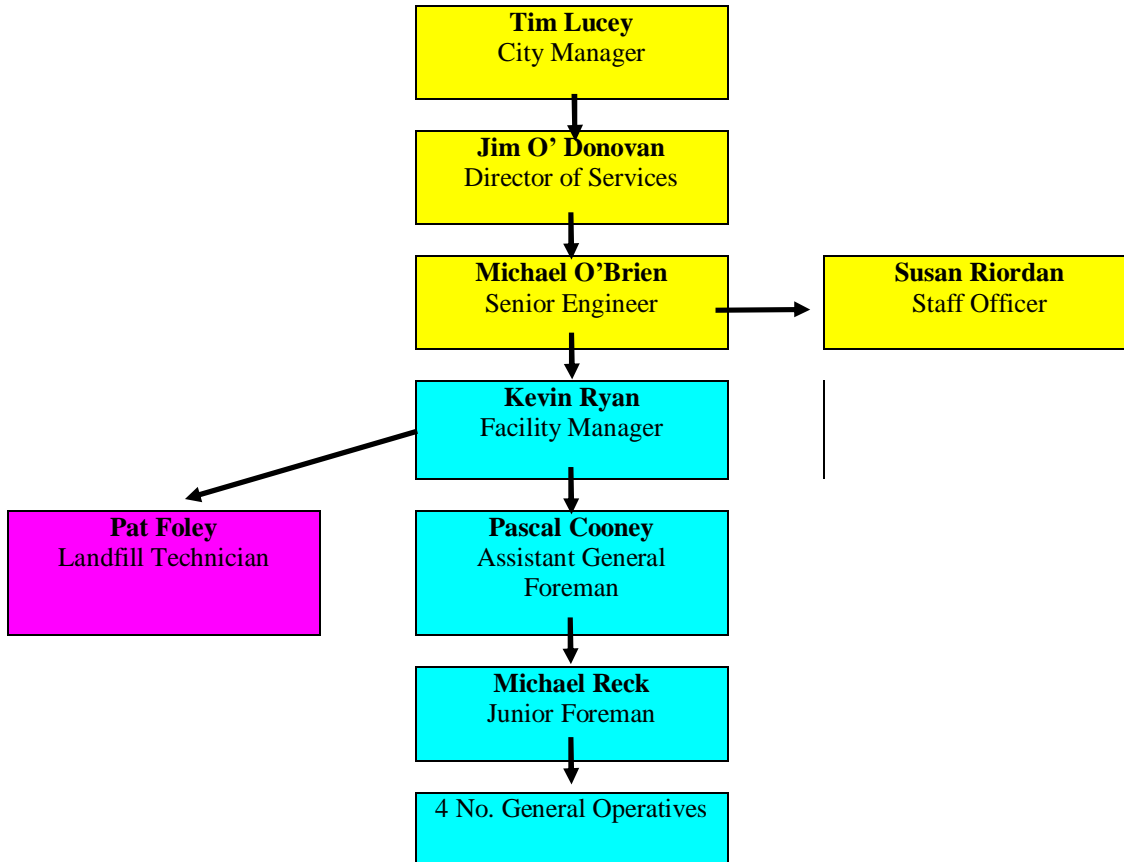 Tim Lucey
City Manager
Jim O’ Donovan
Director of Services
Michael O’Brien
Senior Engineer
Susan Riordan
Staff Officer
Kevin Ryan
Facility Manager
Pat Foley
Landfill Technician
Pascal Cooney
Assistant General
Foreman
Michael Reck
Junior Foreman
4 No. General Operatives